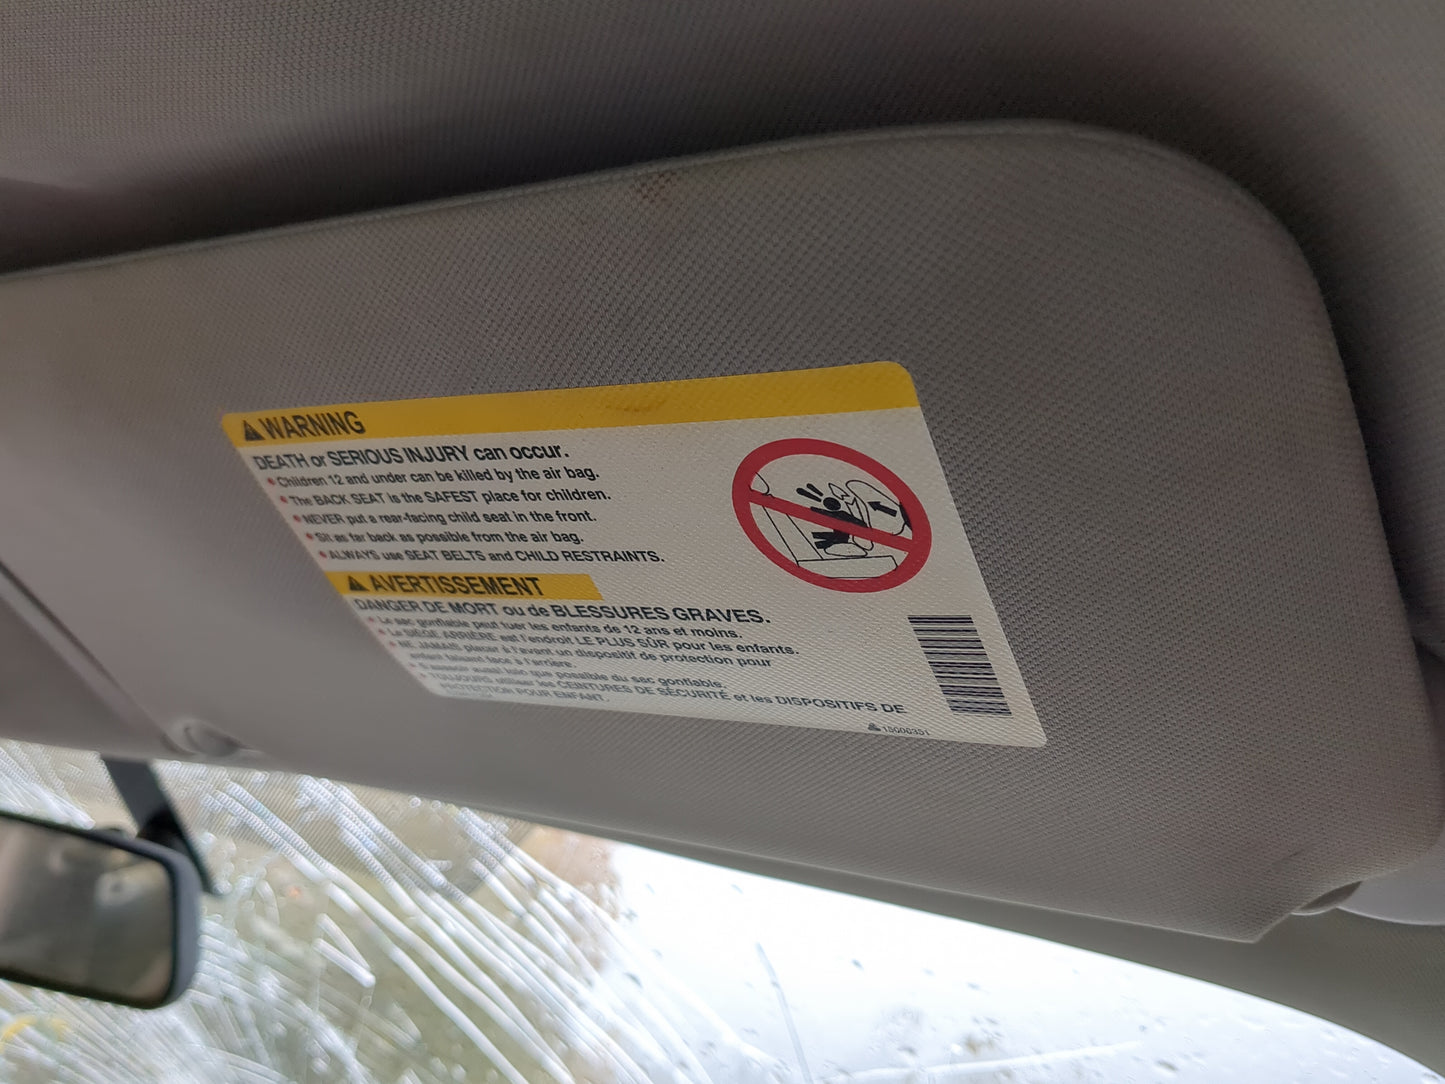 WARNING
DEATH or SERIOUS INJURY can occur.
• Children 12 and under can be killed by the air bag.
• The BACK SEAT is the SAFEST place for children.
• NEVER put a rear-facing child seat in the front.
• Sit as far back as possible from the air bag.
• ALWAYS use SEAT BELTS and CHILD RESTRAINTS.
AVERTISSEMENT
DANGER DE MORT ou de BLESSURES GRAVES.
• Le sac gonflable peut tuer les enfants de 12 ans et moins.
• Le SIÈGE ARRIÈRE est l'endroit LE PLUS SÛR pour les enfants.
• NE JAMAIS placer à l'avant un dispositif de protection pour
enfant faisant face à l'arrière.
• S'asseoir aussi loin que possible du sac gonflable.
• TOUJOURS utiliser les CEINTURES DE SÉCURITÉ et les DISPOSITIFS DE
PROTECTION POUR ENFANT.